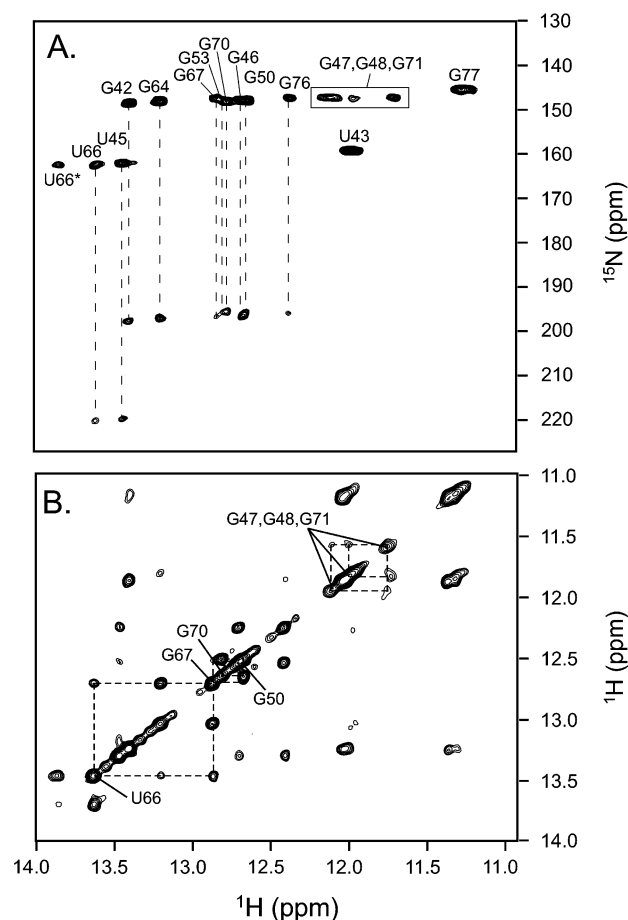 A.
130
140
150
160
170
180
190
200
210
220
¹⁵N (ppm)
G70
G53
G46
G67
G50
G42
G64
G76
G47,G48,G71
G77
U45
U66
U66*
U43
B.
11.0
11.5
12.0
12.5
13.0
13.5
14.0
¹H (ppm)
G47,G48,G71
G70
G67
G50
U66
14.0 13.0 12.5 12.0 11.5 11.0
¹H (ppm)